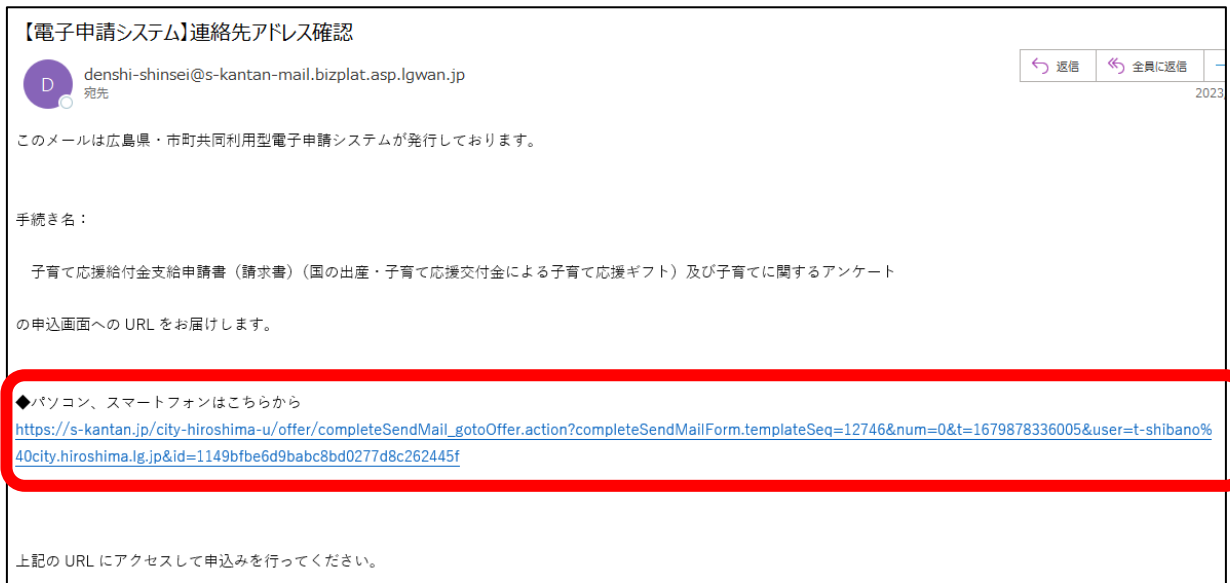 【電子申請システム】連絡先アドレス確認
D
denshi-shinsei@s-kantan-mail.bizplat.asp.lgwan.jp
宛先
返信
全員に返信
2023
このメールは広島県・市町共同利用型電子申請システムが発行しております。
手続き名：
子育て応援給付金支給申請書（請求書）（国の出産・子育て応援交付金による子育て応援ギフト）及び子育てに関するアンケート
の申込画面への URL をお届けします。
◆パソコン、スマートフォンはこちらから
https://s-kantan.jp/city-hiroshima-u/offer/completeSendMail_gotoOffer.action?completeSendMailForm.templateSeq=12746&num=0&t=1679878336005&user=t-shibano%
40city.hiroshima.lg.jp&id=1149bfbe6d9babc8bd0277d8c262445f
上記の URL にアクセスして申込みを行ってください。